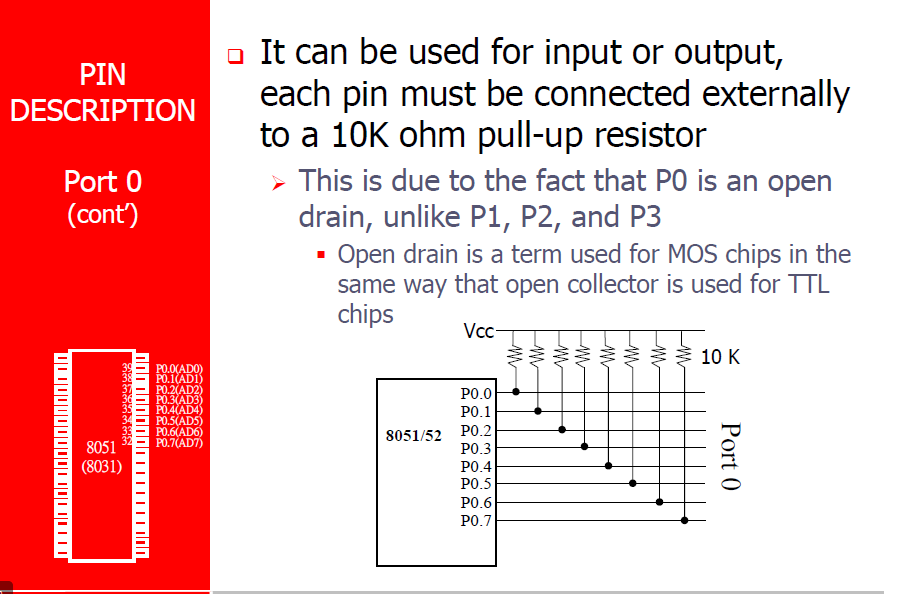 PIN
DESCRIPTION
Port 0
(cont’)
It can be used for input or output,
each pin must be connected externally
to a 10K ohm pull-up resistor
This is due to the fact that P0 is an open
drain, unlike P1, P2, and P3
Open drain is a term used for MOS chips in the
same way that open collector is used for TTL
chips
Vcc
10 K
P0.0
P0.1
P0.2
P0.3
P0.4
P0.5
P0.6
P0.7
8051/52
Port 0
39 P0.0(AD0)
38 P0.1(AD1)
37 P0.2(AD2)
36 P0.3(AD3)
35 P0.4(AD4)
34 P0.5(AD5)
33 P0.6(AD6)
32 P0.7(AD7)
8051
(8031)